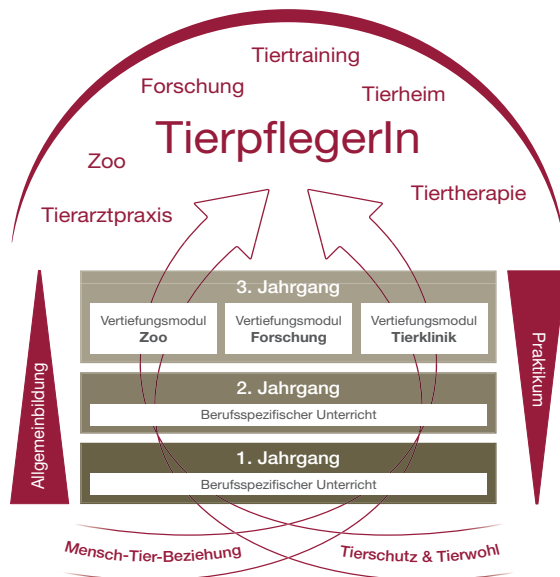 Tiertraining
Forschung
Tierheim
TierpflegerIn
Zoo
Tiertherapie
Tierarztpraxis
3. Jahrgang
Vertiefungsmodul
Zoo
Vertiefungsmodul
Forschung
Vertiefungsmodul
Tierklinik
2. Jahrgang
Berufsspezifischer Unterricht
1. Jahrgang
Berufsspezifischer Unterricht
Allgemeinbildung
Praktikum
Mensch-Tier-Beziehung
Tierschutz & Tierwohl